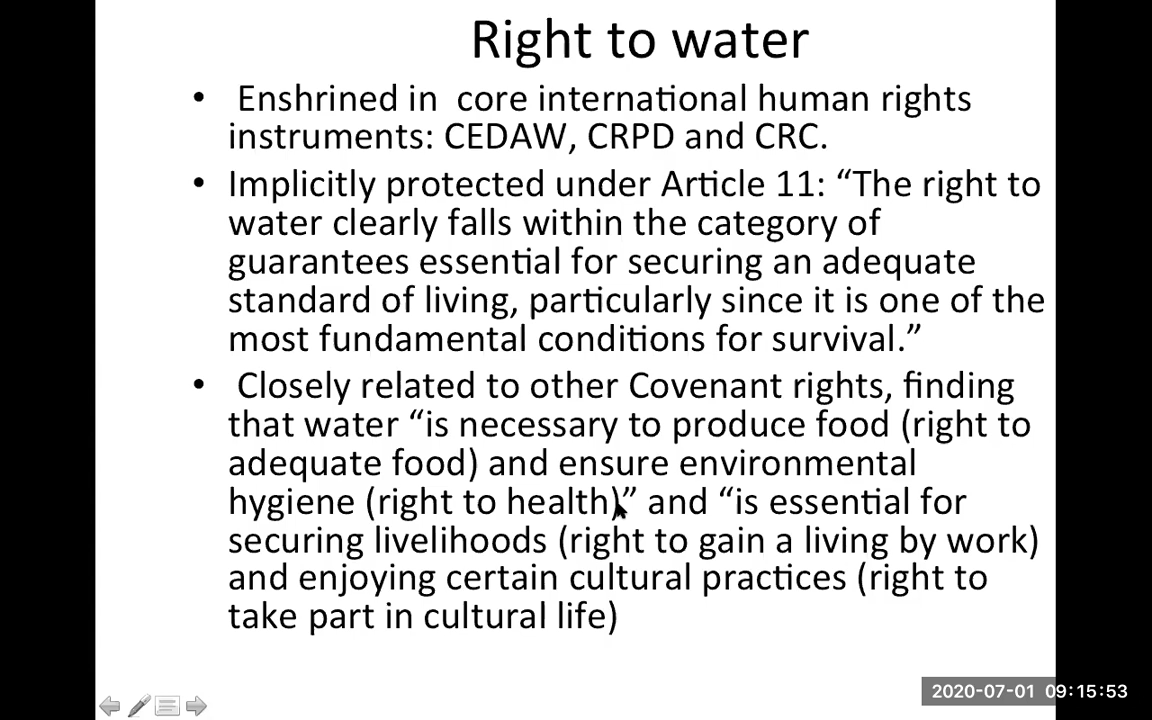 Right to water
• Enshrined in core international human rights
instruments: CEDAW, CRPD and CRC.
• Implicitly protected under Article 11: “The right to
water clearly falls within the category of
guarantees essential for securing an adequate
standard of living, particularly since it is one of the
most fundamental conditions for survival.”
• Closely related to other Covenant rights, finding
that water “is necessary to produce food (right to
adequate food) and ensure environmental
hygiene (right to health)” and “is essential for
securing livelihoods (right to gain a living by work)
and enjoying certain cultural practices (right to
take part in cultural life)
2020-07-01 09:15:53